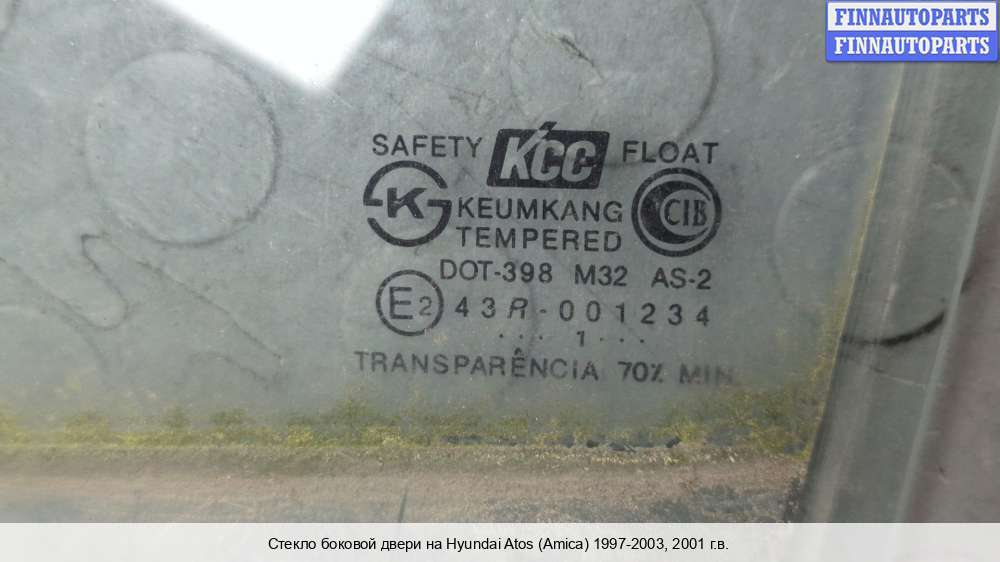 FINNAUTOPARTS
FINNAUTOPARTS
SAFETY KCC FLOAT
K KEUMKANG CIB
TEMPERED
DOT-398 M32 AS-2
E2 43R-001234
. . . 1 . . .
TRANSPARÊNCIA 70% MIN
Стекло боковой двери на Hyundai Atos (Amica) 1997-2003, 2001 г.в.